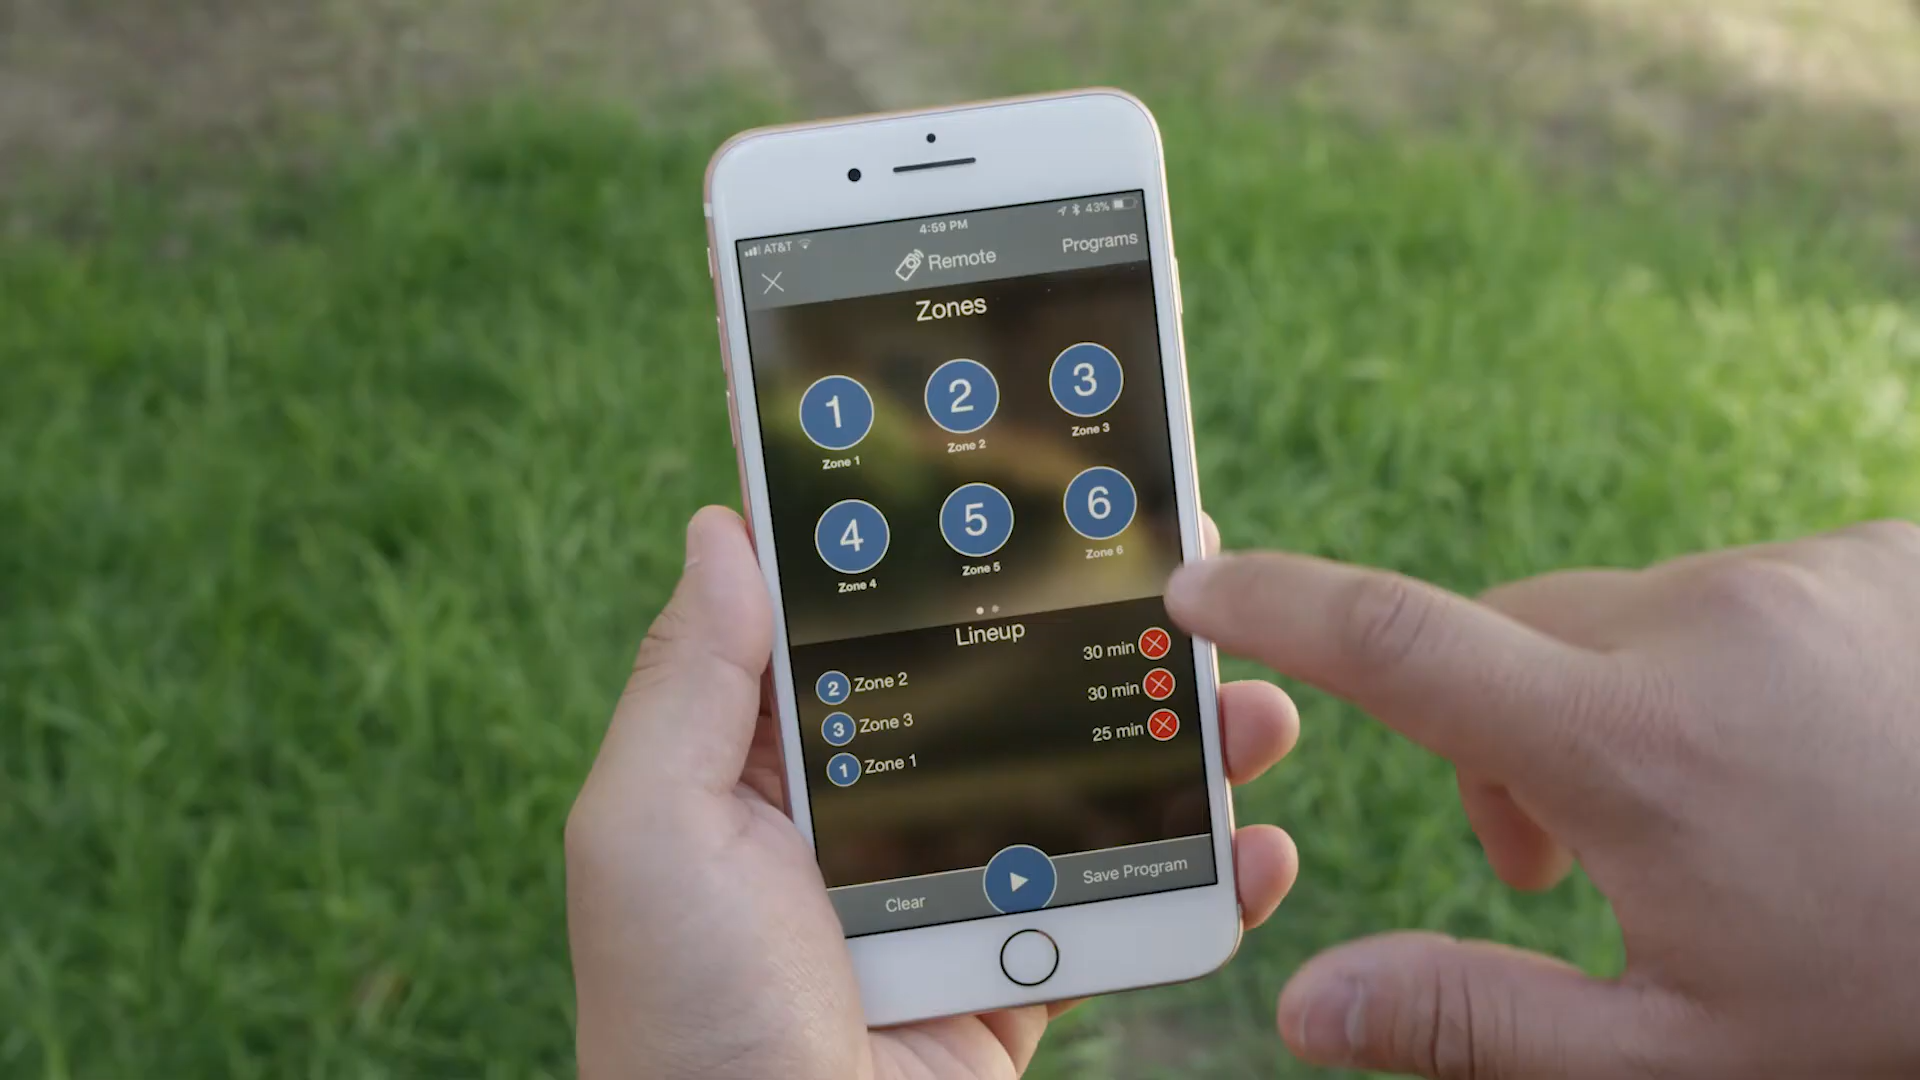 AT&T 4:59 PM 43%
Remote Programs
Zones
1 2 3
Zone 1 Zone 2 Zone 3
4 5 6
Zone 4 Zone 5 Zone 6
Lineup
2 Zone 2 30 min
3 Zone 3 30 min
1 Zone 1 25 min
Clear Save Program